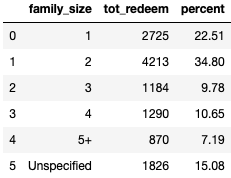 family_size tot_redeem percent
0 1 2725 22.51
1 2 4213 34.80
2 3 1184 9.78
3 4 1290 10.65
4 5+ 870 7.19
5 Unspecified 1826 15.08